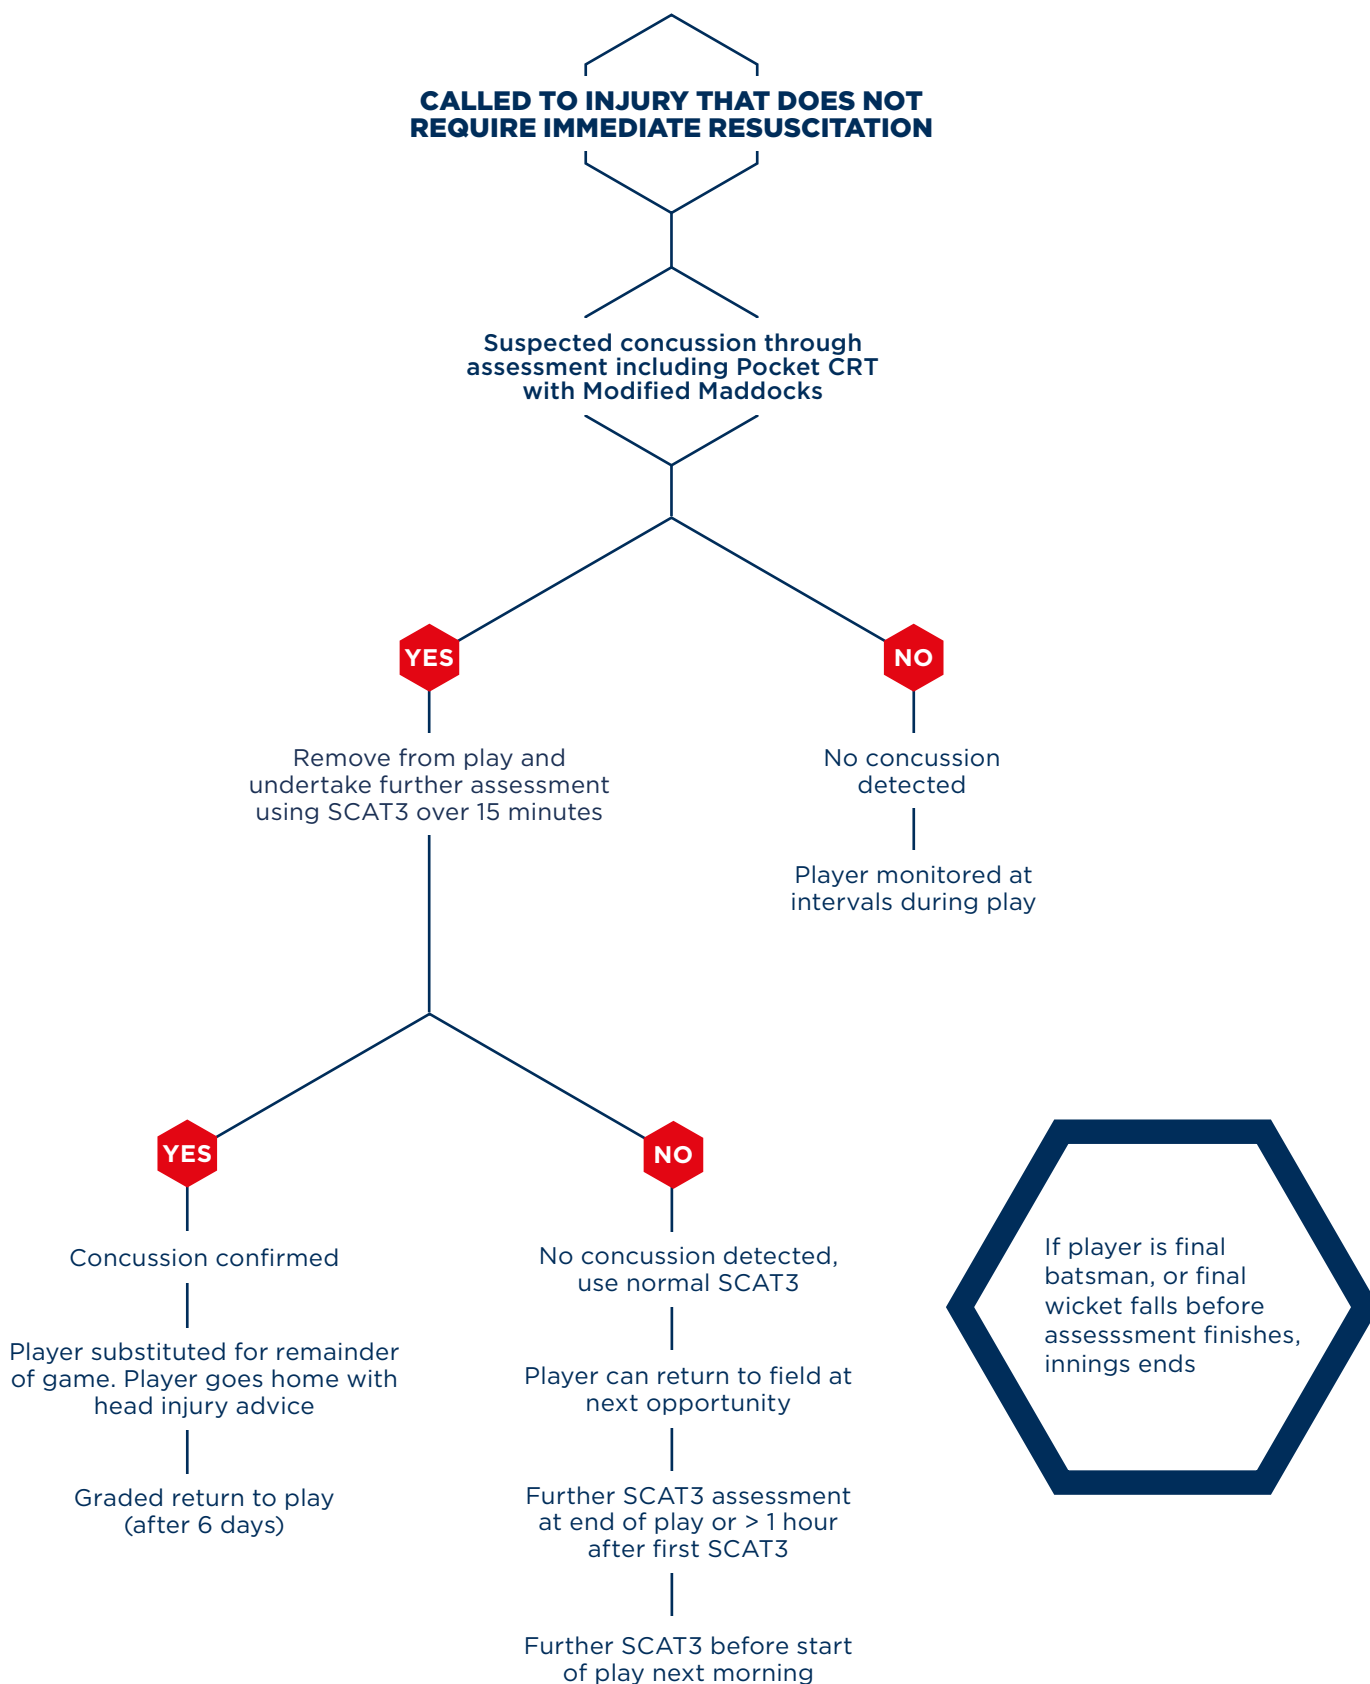 CALLED TO INJURY THAT DOES NOT
REQUIRE IMMEDIATE RESUSCITATION
Suspected concussion through
assessment including Pocket CRT
with Modified Maddocks
YES
NO
Remove from play and
undertake further assessment
using SCAT3 over 15 minutes
No concussion
detected
Player monitored at
intervals during play
YES
NO
Concussion confirmed
Player substituted for remainder
of game. Player goes home with
head injury advice
Graded return to play
(after 6 days)
No concussion detected,
use normal SCAT3
Player can return to field at
next opportunity
Further SCAT3 assessment
at end of play or > 1 hour
after first SCAT3
Further SCAT3 before start
of play next morning
If player is final
batsman, or final
wicket falls before
assesssment finishes,
innings ends